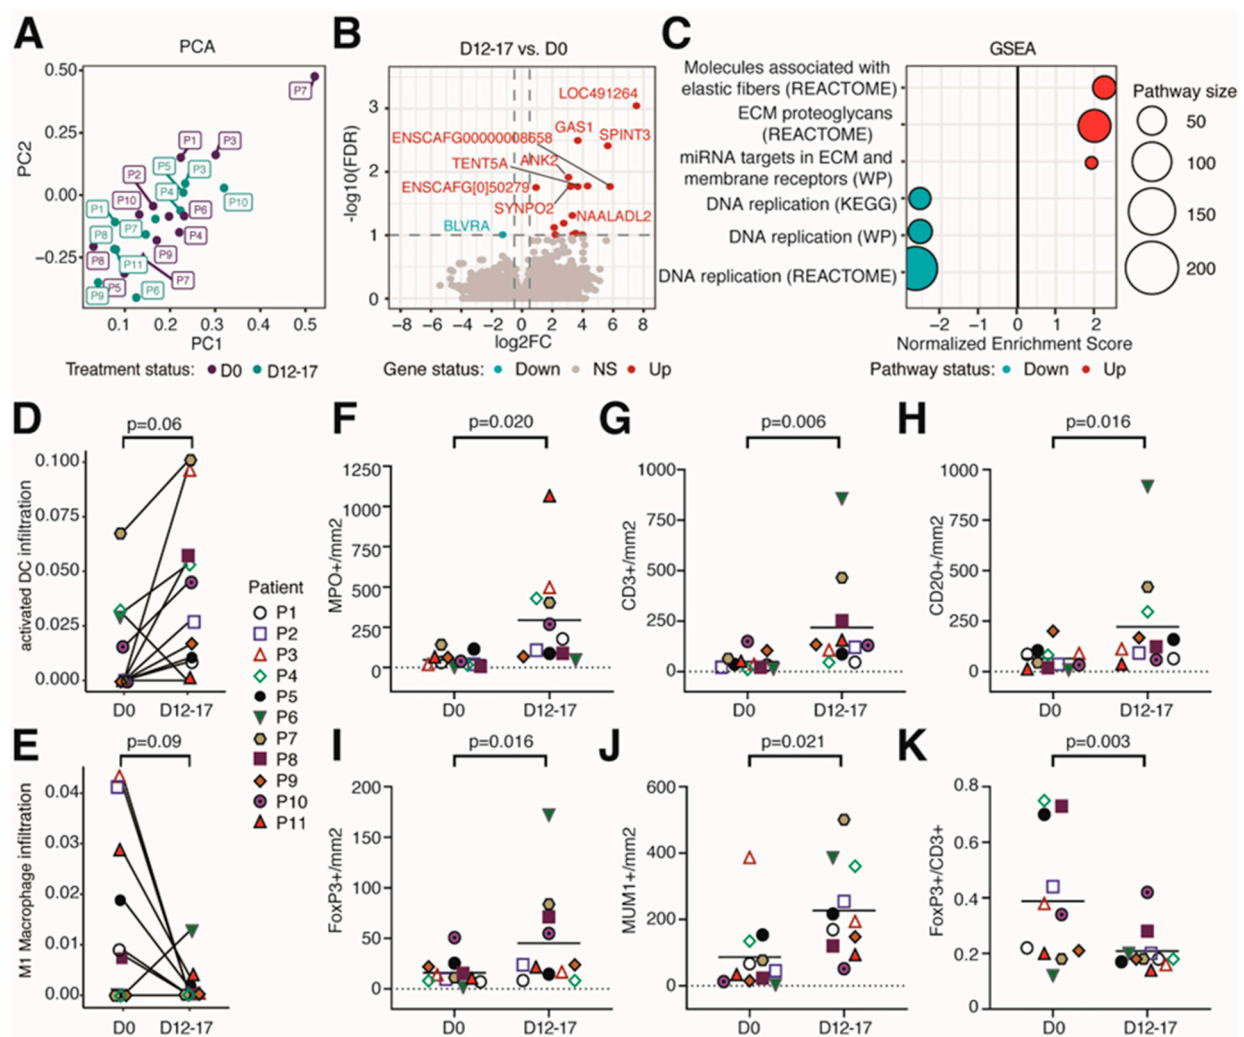 A
PCA
PC2
0.50
0.25
0.00
−0.25
P7
P1
P3
P2
P5
P3
P4
P10
P10
P6
P1
P7
P4
P8
P9
P8
P11
P7
P5
P6
P9
0.1
0.2
0.3
0.4
0.5
PC1
Treatment status: D0 D12-17
B
D12-17 vs. D0
-log10(FDR)
3
2
1
0
LOC491264
GAS1
SPINT3
ENSCAFG00000008658
TENT5A
ANK2
ENSCAFG[0]50279
SYNPO2
NAALADL2
BLVRA
−8 −6 −4 −2 0 2 4 6 8
log2FC
Gene status: Down NS Up
C
GSEA
Molecules associated with
elastic fibers (REACTOME)
ECM proteoglycans
(REACTOME)
miRNA targets in ECM and
membrane receptors (WP)
DNA replication (KEGG)
DNA replication (WP)
DNA replication (REACTOME)
−2 −1 0 1 2
Normalized Enrichment Score
Pathway size
50
100
150
200
Pathway status: Down Up
D
p=0.06
activated DC infiltration
0.100
0.075
0.050
0.025
0.000
D0 D12-17
Patient
P1
P2
P3
P4
P5
P6
P7
P8
P9
P10
P11
E
p=0.09
M1 Macrophage infiltration
0.04
0.03
0.02
0.01
0.00
D0 D12-17
F
p=0.020
MPO+/mm2
1250
1000
750
500
250
0
D0 D12-17
G
p=0.006
CD3+/mm2
1000
750
500
250
0
D0 D12-17
H
p=0.016
CD20+/mm2
1000
750
500
250
0
D0 D12-17
I
p=0.016
FoxP3+/mm2
200
150
100
50
0
D0 D12-17
J
p=0.021
MUM1+/mm2
600
400
200
0
D0 D12-17
K
p=0.003
FoxP3+/CD3+
0.8
0.6
0.4
0.2
0
D0 D12-17